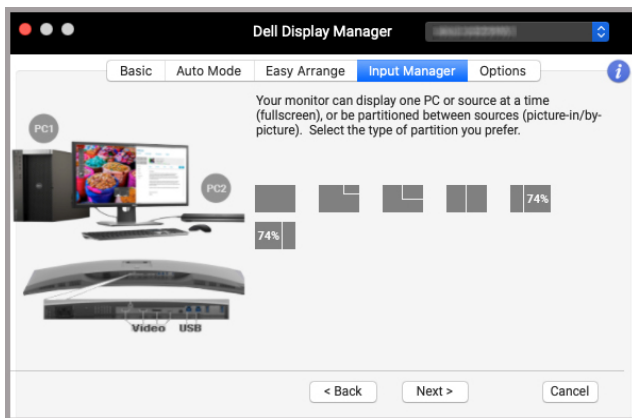 Dell Display Manager
Basic
Auto Mode
Easy Arrange
Input Manager
Options
i
Your monitor can display one PC or source at a time
(fullscreen), or be partitioned between sources (picture-in/by-
picture). Select the type of partition you prefer.
PC1
PC2
74%
74%
Video
USB
< Back
Next >
Cancel